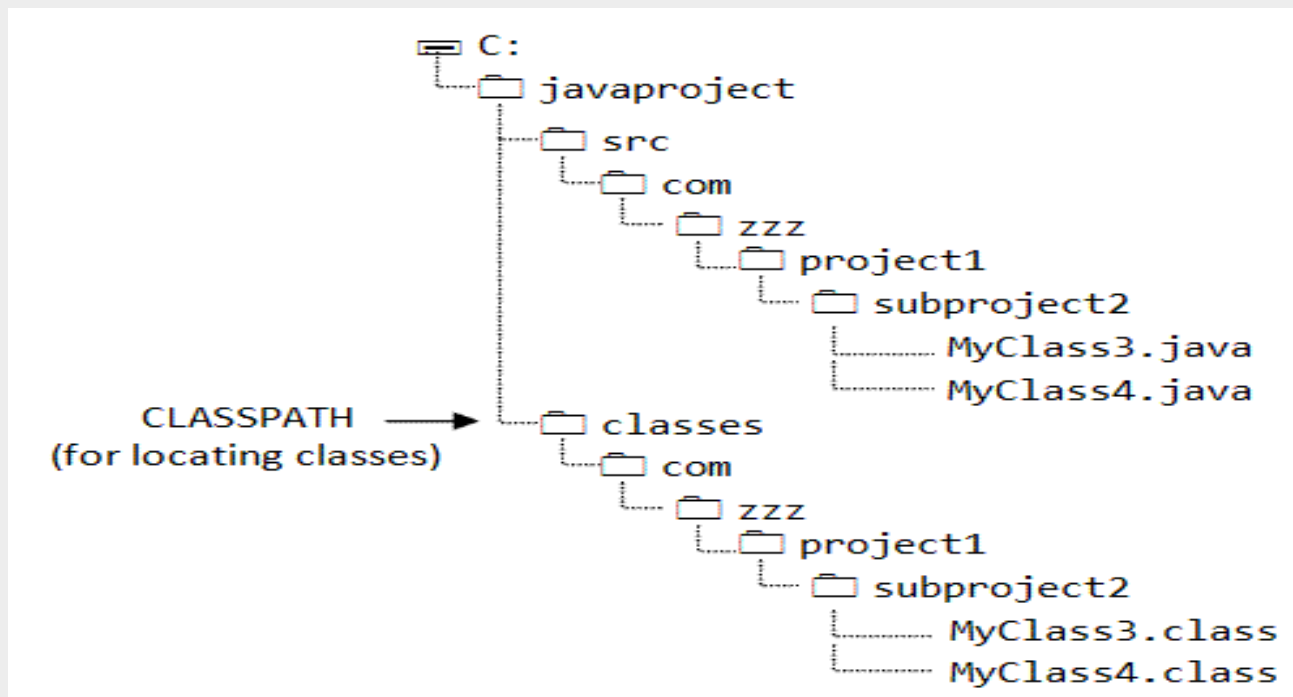 C:
javaproject
src
com
zzz
project1
subproject2
MyClass3.java
MyClass4.java
CLASSPATH
(for locating classes)
classes
com
zzz
project1
subproject2
MyClass3.class
MyClass4.class